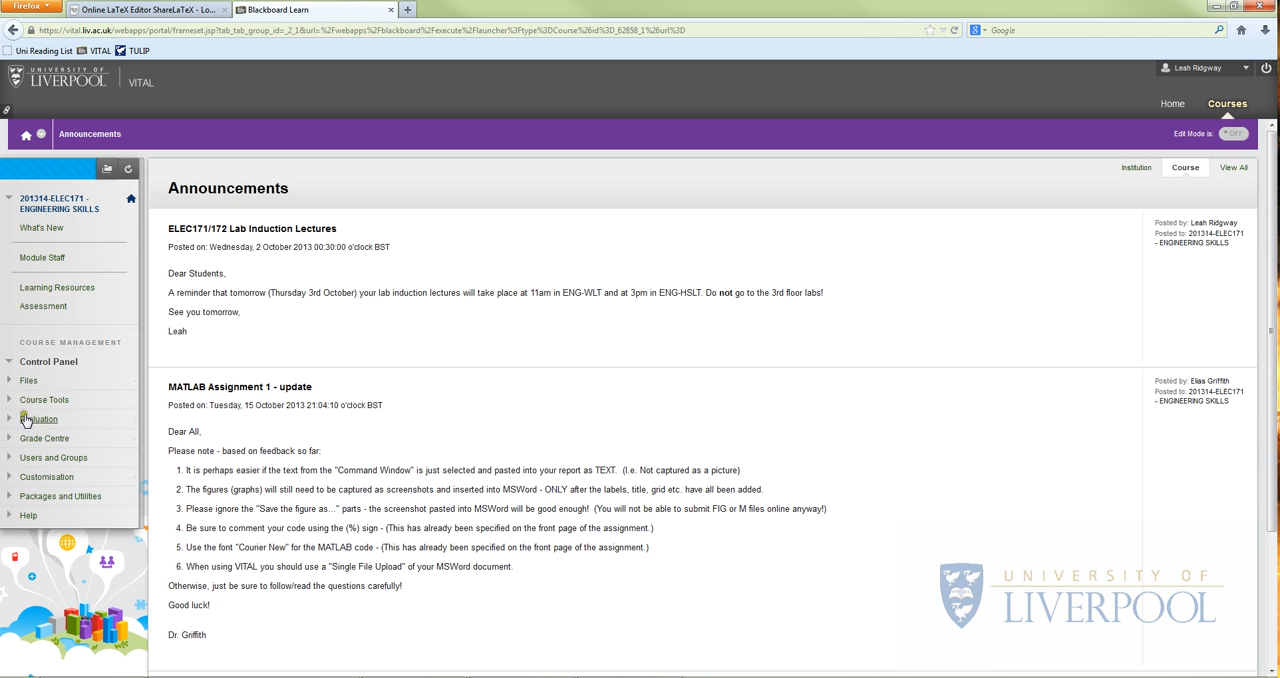 Firefox
Online LaTeX Editor ShareLaTeX - Lo...
Blackboard Learn
https://vital.liv.ac.uk/webapps/portal/frameset.jsp?tab_tab_group_id=_2_1&url=%2Fwebapps%2Fblackboard%2Fexecute%2Flauncher%3Ftype%3DCourse%26id%3D_62858_1%26url%3D
Google
Uni Reading List
VITAL
TULIP
UNIVERSITY OF
LIVERPOOL
VITAL
Leah Ridgway
Home
Courses
Announcements
Edit Mode is:
OFF
Institution
Course
View All
201314-ELEC171 -
ENGINEERING SKILLS
What's New
Module Staff
Learning Resources
Assessment
COURSE MANAGEMENT
Control Panel
Files
Course Tools
Grade Centre
Users and Groups
Customisation
Packages and Utilities
Help
Announcements
ELEC171/172 Lab Induction Lectures
Posted on: Wednesday, 2 October 2013 00:30:00 o'clock BST
Dear Students,
A reminder that tomorrow (Thursday 3rd October) your lab induction lectures will take place at 11am in ENG-WLT and at 3pm in ENG-HSLT. Do not go to the 3rd floor labs!
See you tomorrow,
Leah
Posted by: Leah Ridgway
Posted to: 201314-ELEC171
- ENGINEERING SKILLS
MATLAB Assignment 1 - update
Posted on: Tuesday, 15 October 2013 21:04:10 o'clock BST
Dear All,
Please note - based on feedback so far:
1. It is perhaps easier if the text from the "Command Window" is just selected and pasted into your report as TEXT. (I.e. Not captured as a picture)
2. The figures (graphs) will still need to be captured as screenshots and inserted into MSWord - ONLY after the labels, title, grid etc. have all been added.
3. Please ignore the "Save the figure as..." parts - the screenshot pasted into MSWord will be good enough! (You will not be able to submit FIG or M files online anyway!)
4. Be sure to comment your code using the (%) sign - (This has already been specified on the front page of the assignment.)
5. Use the font "Courier New" for the MATLAB code - (This has already been specified on the front page of the assignment.)
6. When using VITAL you should use a "Single File Upload" of your MSWord document.
Otherwise, just be sure to follow/read the questions carefully!
Good luck!
Dr. Griffith
Posted by: Elias Griffith
Posted to: 201314-ELEC171
- ENGINEERING SKILLS
UNIVERSITY OF
LIVERPOOL